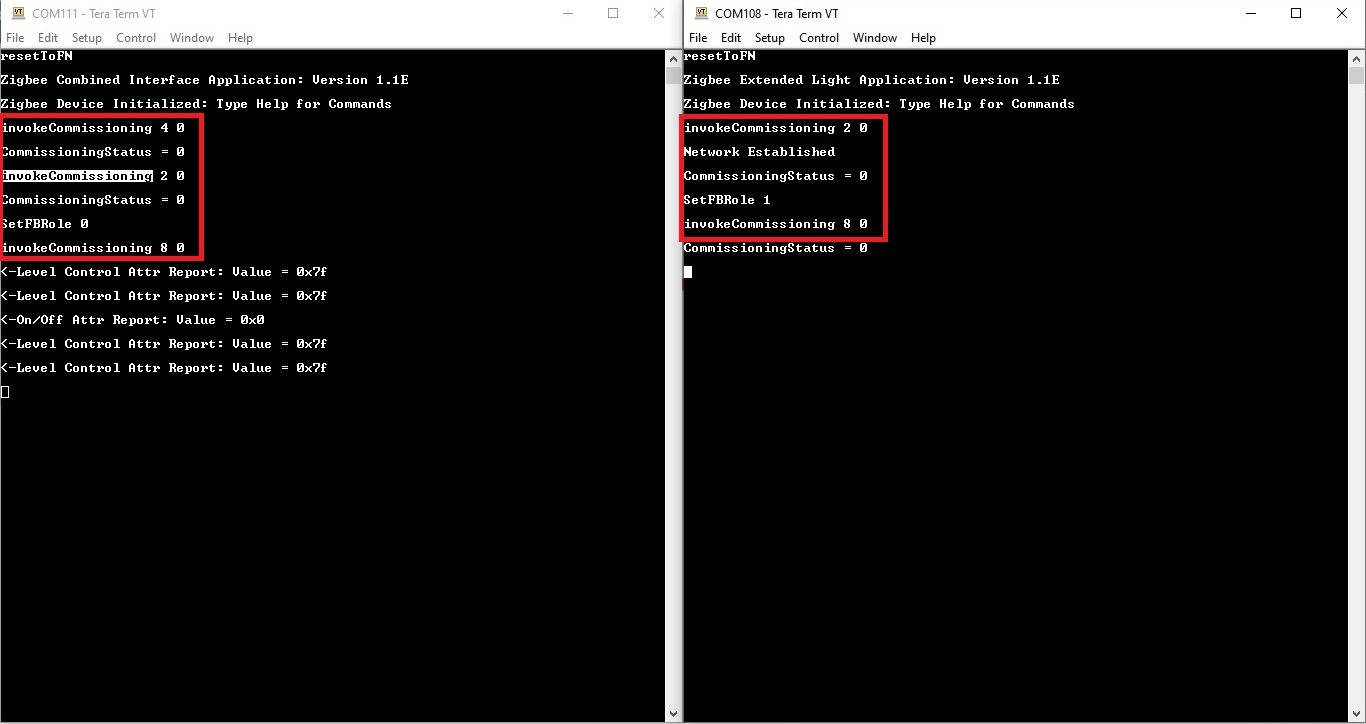 COM111 - Tera Term VT
File Edit Setup Control Window Help
resetToFN
Zigbee Combined Interface Application: Version 1.1E
Zigbee Device Initialized: Type Help for Commands
invokeCommissioning 4 0
CommissioningStatus = 0
invokeCommissioning 2 0
CommissioningStatus = 0
SetFBRole 0
invokeCommissioning 8 0
<-Level Control Attr Report: Value = 0x7f
<-Level Control Attr Report: Value = 0x7f
<-On/Off Attr Report: Value = 0x0
<-Level Control Attr Report: Value = 0x7f
<-Level Control Attr Report: Value = 0x7f
COM108 - Tera Term VT
File Edit Setup Control Window Help
resetToFN
Zigbee Extended Light Application: Version 1.1E
Zigbee Device Initialized: Type Help for Commands
invokeCommissioning 2 0
Network Established
CommissioningStatus = 0
SetFBRole 1
invokeCommissioning 8 0
CommissioningStatus = 0